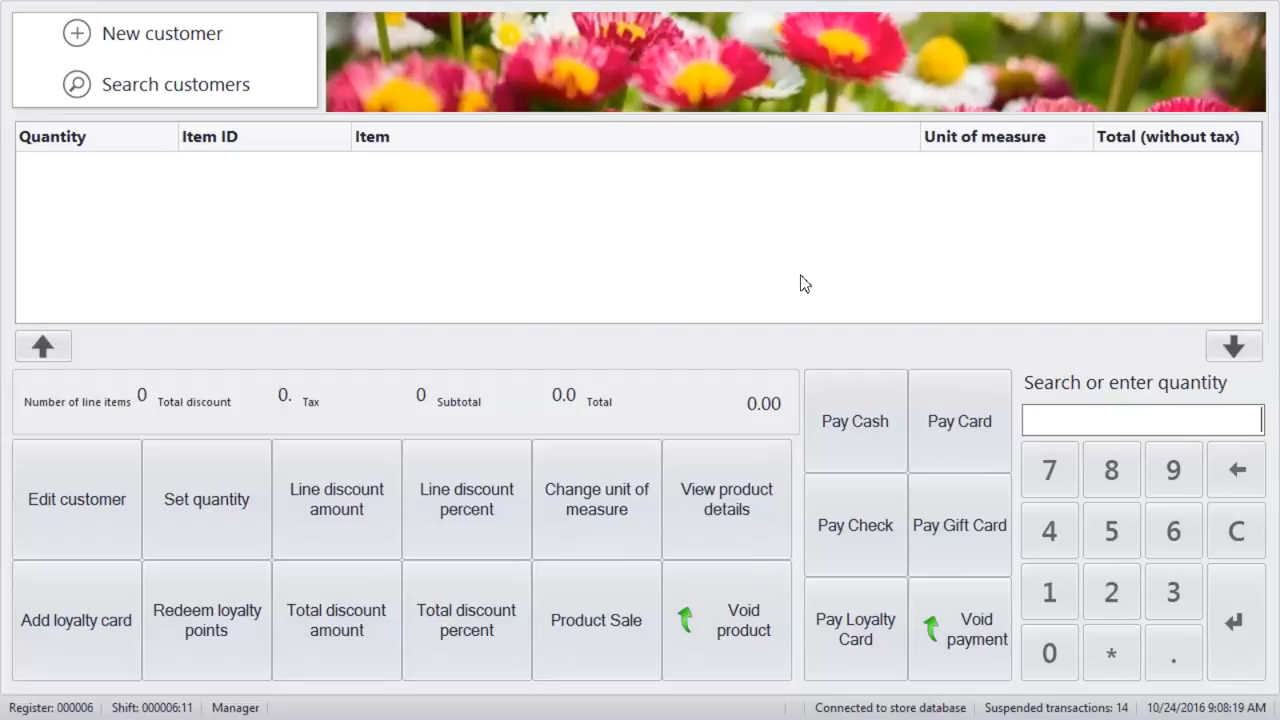 New customer
Search customers
Quantity Item ID Item Unit of measure Total (without tax)
Number of line items 0 Total discount 0. Tax 0 Subtotal 0.0 Total 0.00
Edit customer
Set quantity
Line discount
amount
Line discount
percent
Change unit of
measure
View product
details
Add loyalty card
Redeem loyalty
points
Total discount
amount
Total discount
percent
Product Sale
Void
product
Pay Cash
Pay Card
Pay Check
Pay Gift Card
Pay Loyalty
Card
Void
payment
Search or enter quantity
7 8 9
4 5 6 C
1 2 3
0 * .
Register: 000006 Shift: 000006:11 Manager Connected to store database Suspended transactions: 14 10/24/2016 9:08:19 AM